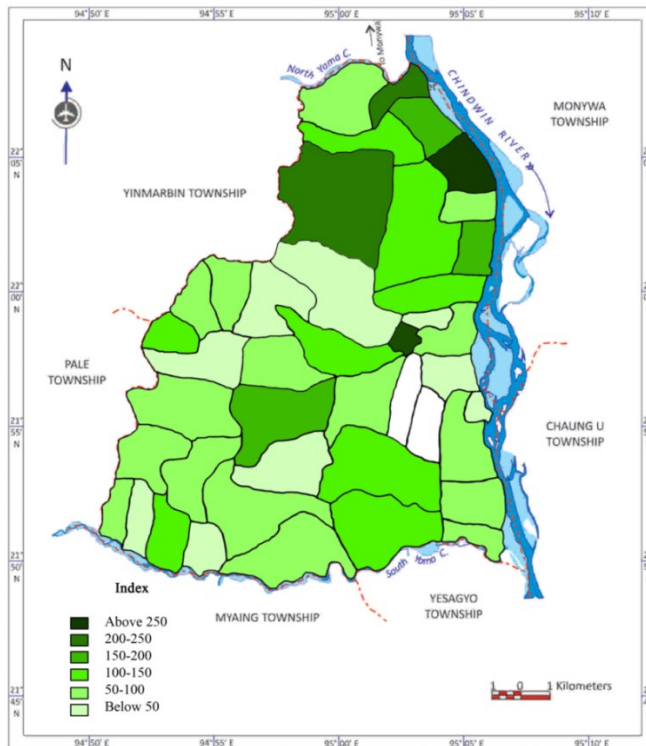 94° 50' E
94° 55' E
95° 00' E
95° 05' E
95° 10' E
to Monywa
North Yama C.
N
CHINDWIN RIVER
MONYWA
TOWNSHIP
22°
05'
N
YINMARBIN TOWNSHIP
22°
00'
N
PALE
TOWNSHIP
21°
55'
N
CHAUNG U
TOWNSHIP
21°
50'
N
South Yama C.
Index
MYAING TOWNSHIP
YESAGYO
TOWNSHIP
Above 250
200-250
150-200
100-150
50-100
Below 50
1 0 1 Kilometers
21°
45'
N
94° 50' E
94° 55' E
95° 00' E
95° 05' E
95° 10' E